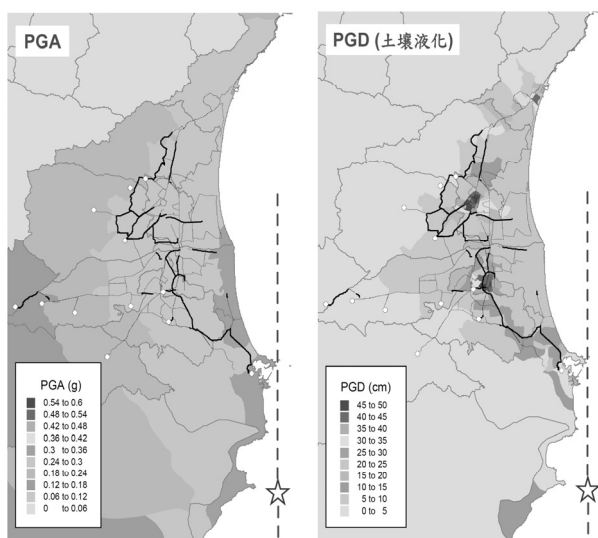 PGA
PGA (g)
0.54 to 0.6
0.48 to 0.54
0.42 to 0.48
0.36 to 0.42
0.3 to 0.36
0.24 to 0.3
0.18 to 0.24
0.12 to 0.18
0.06 to 0.12
0 to 0.06
PGD (土壤液化)
PGD (cm)
45 to 50
40 to 45
35 to 40
30 to 35
25 to 30
20 to 25
15 to 20
10 to 15
5 to 10
0 to 5